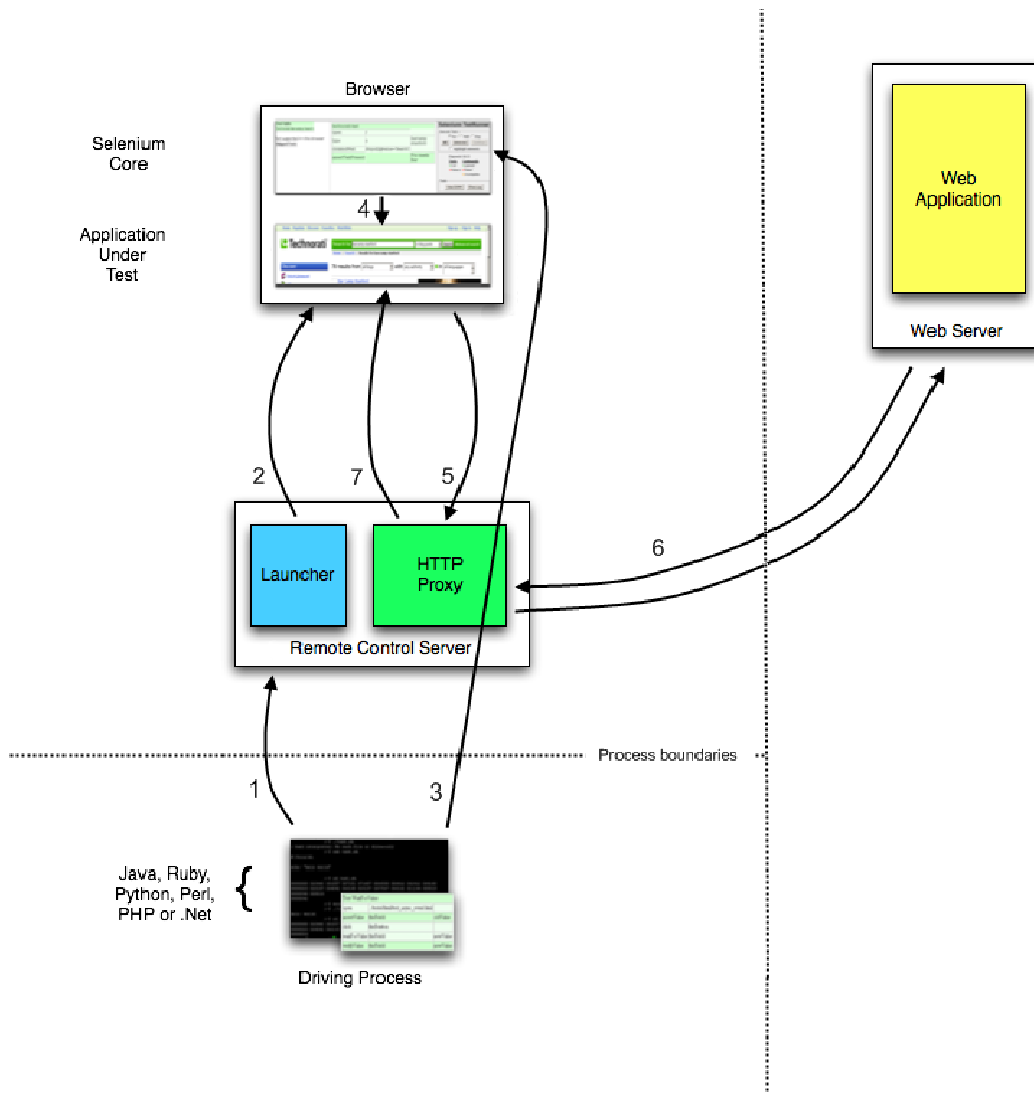 Browser
Selenium
Core
4
Application
Under
Test
Technorati
Web
Application
Web Server
2
7
5
6
Launcher
HTTP
Proxy
Remote Control Server
Process boundaries
1
3
Java, Ruby,
Python, Perl,
PHP or .Net
{
Driving Process